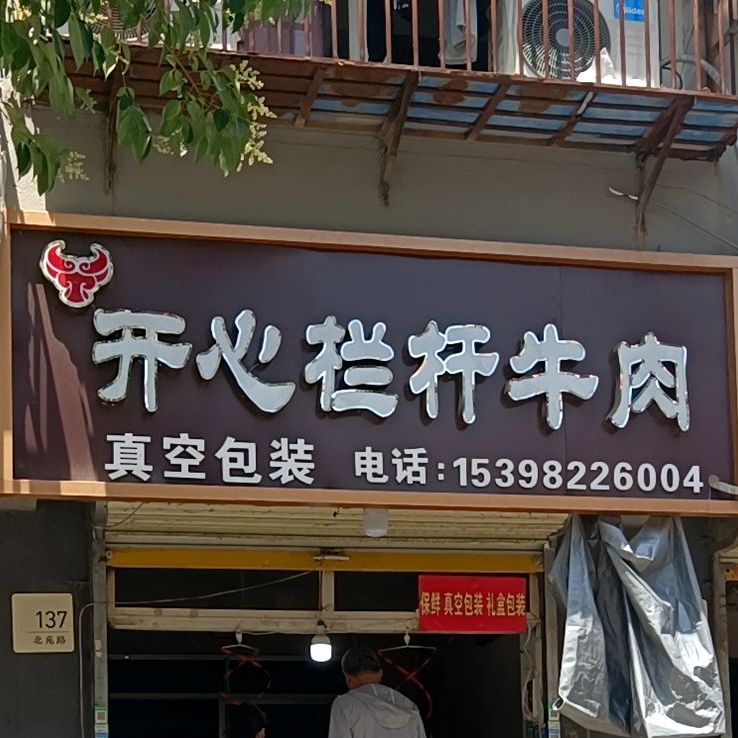 Midea
开心栏杆牛肉
真空包装 电话:15398226004
保鲜 真空包装 礼盒包装
137
北苑路